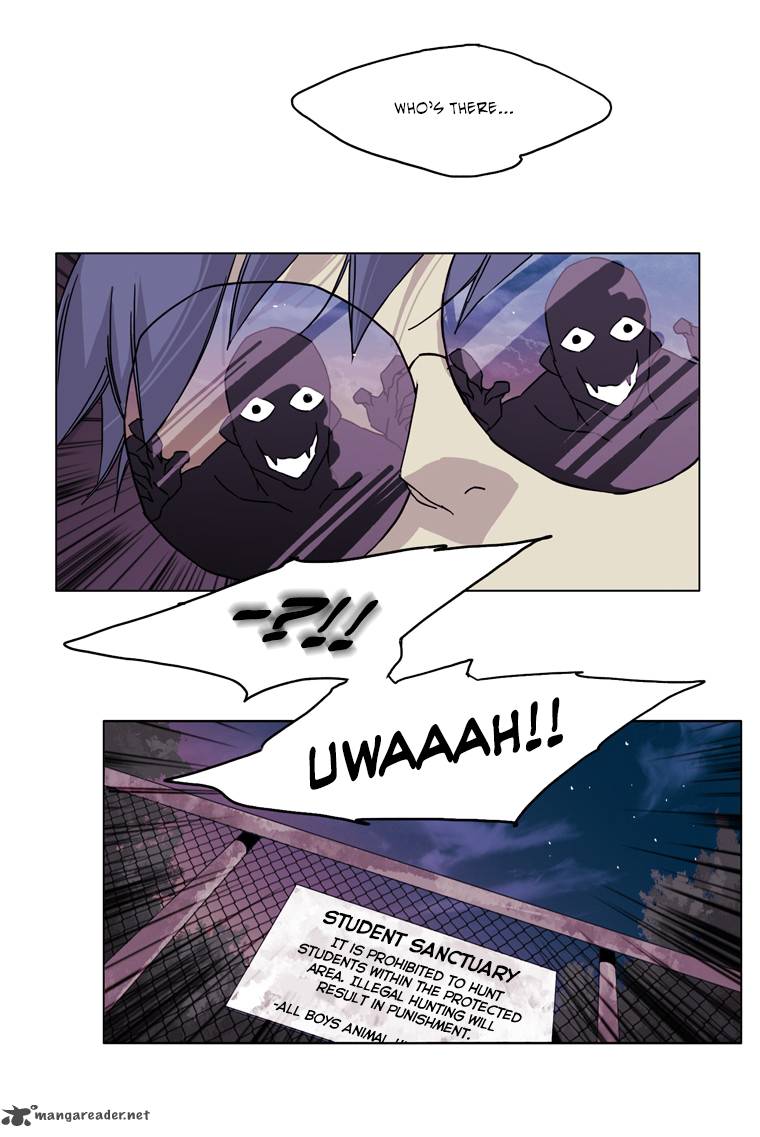 WHO'S THERE...
-?!!
UWAAAH!!
STUDENT SANCTUARY
IT IS PROHIBITED TO HUNT
STUDENTS WITHIN THE PROTECTED
AREA. ILLEGAL HUNTING WILL
RESULT IN PUNISHMENT.
-ALL BOYS ANIMAL
mangareader.net